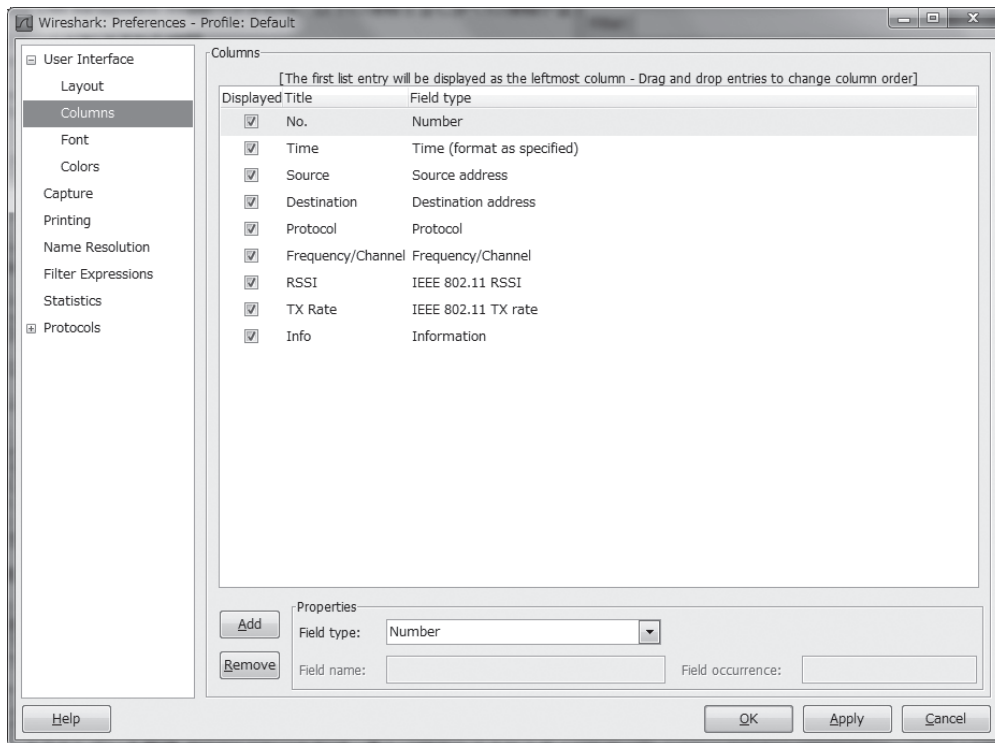 Wireshark: Preferences - Profile: Default
User Interface
Layout
Columns
Font
Colors
Capture
Printing
Name Resolution
Filter Expressions
Statistics
Protocols
Columns
[The first list entry will be displayed as the leftmost column - Drag and drop entries to change column order]
Displayed Title Field type
No. Number
Time Time (format as specified)
Source Source address
Destination Destination address
Protocol Protocol
Frequency/Channel Frequency/Channel
RSSI IEEE 802.11 RSSI
TX Rate IEEE 802.11 TX rate
Info Information
Add
Remove
Properties
Field type: Number
Field name: Field occurrence:
Help OK Apply Cancel